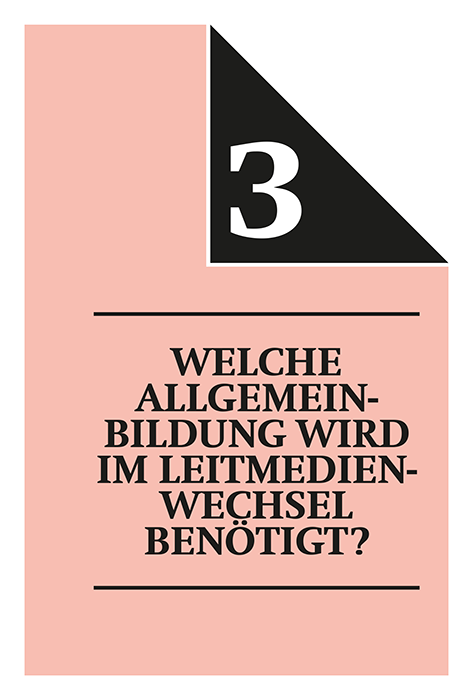 3
WELCHE
ALLGEMEIN-
BILDUNG WIRD
IM LEITMEDIEN-
WECHSEL
BENÖTIGT?